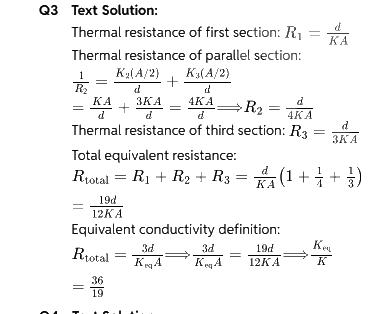 Q3 Text Solution:
Thermal resistance of first section: R₁ = d/KA
Thermal resistance of parallel section:
1/R₂ = K₂(A/2)/d + K₃(A/2)/d
= KA/d + 3KA/d = 4KA/d ⟹ R₂ = d/4KA
Thermal resistance of third section: R₃ = d/3KA
Total equivalent resistance:
R_total = R₁ + R₂ + R₃ = d/KA (1 + 1/4 + 1/3)
= 19d/12KA
Equivalent conductivity definition:
R_total = 3d/K_eq A ⟹ 3d/K_eq A = 19d/12KA ⟹ K_eq/K
= 36/19